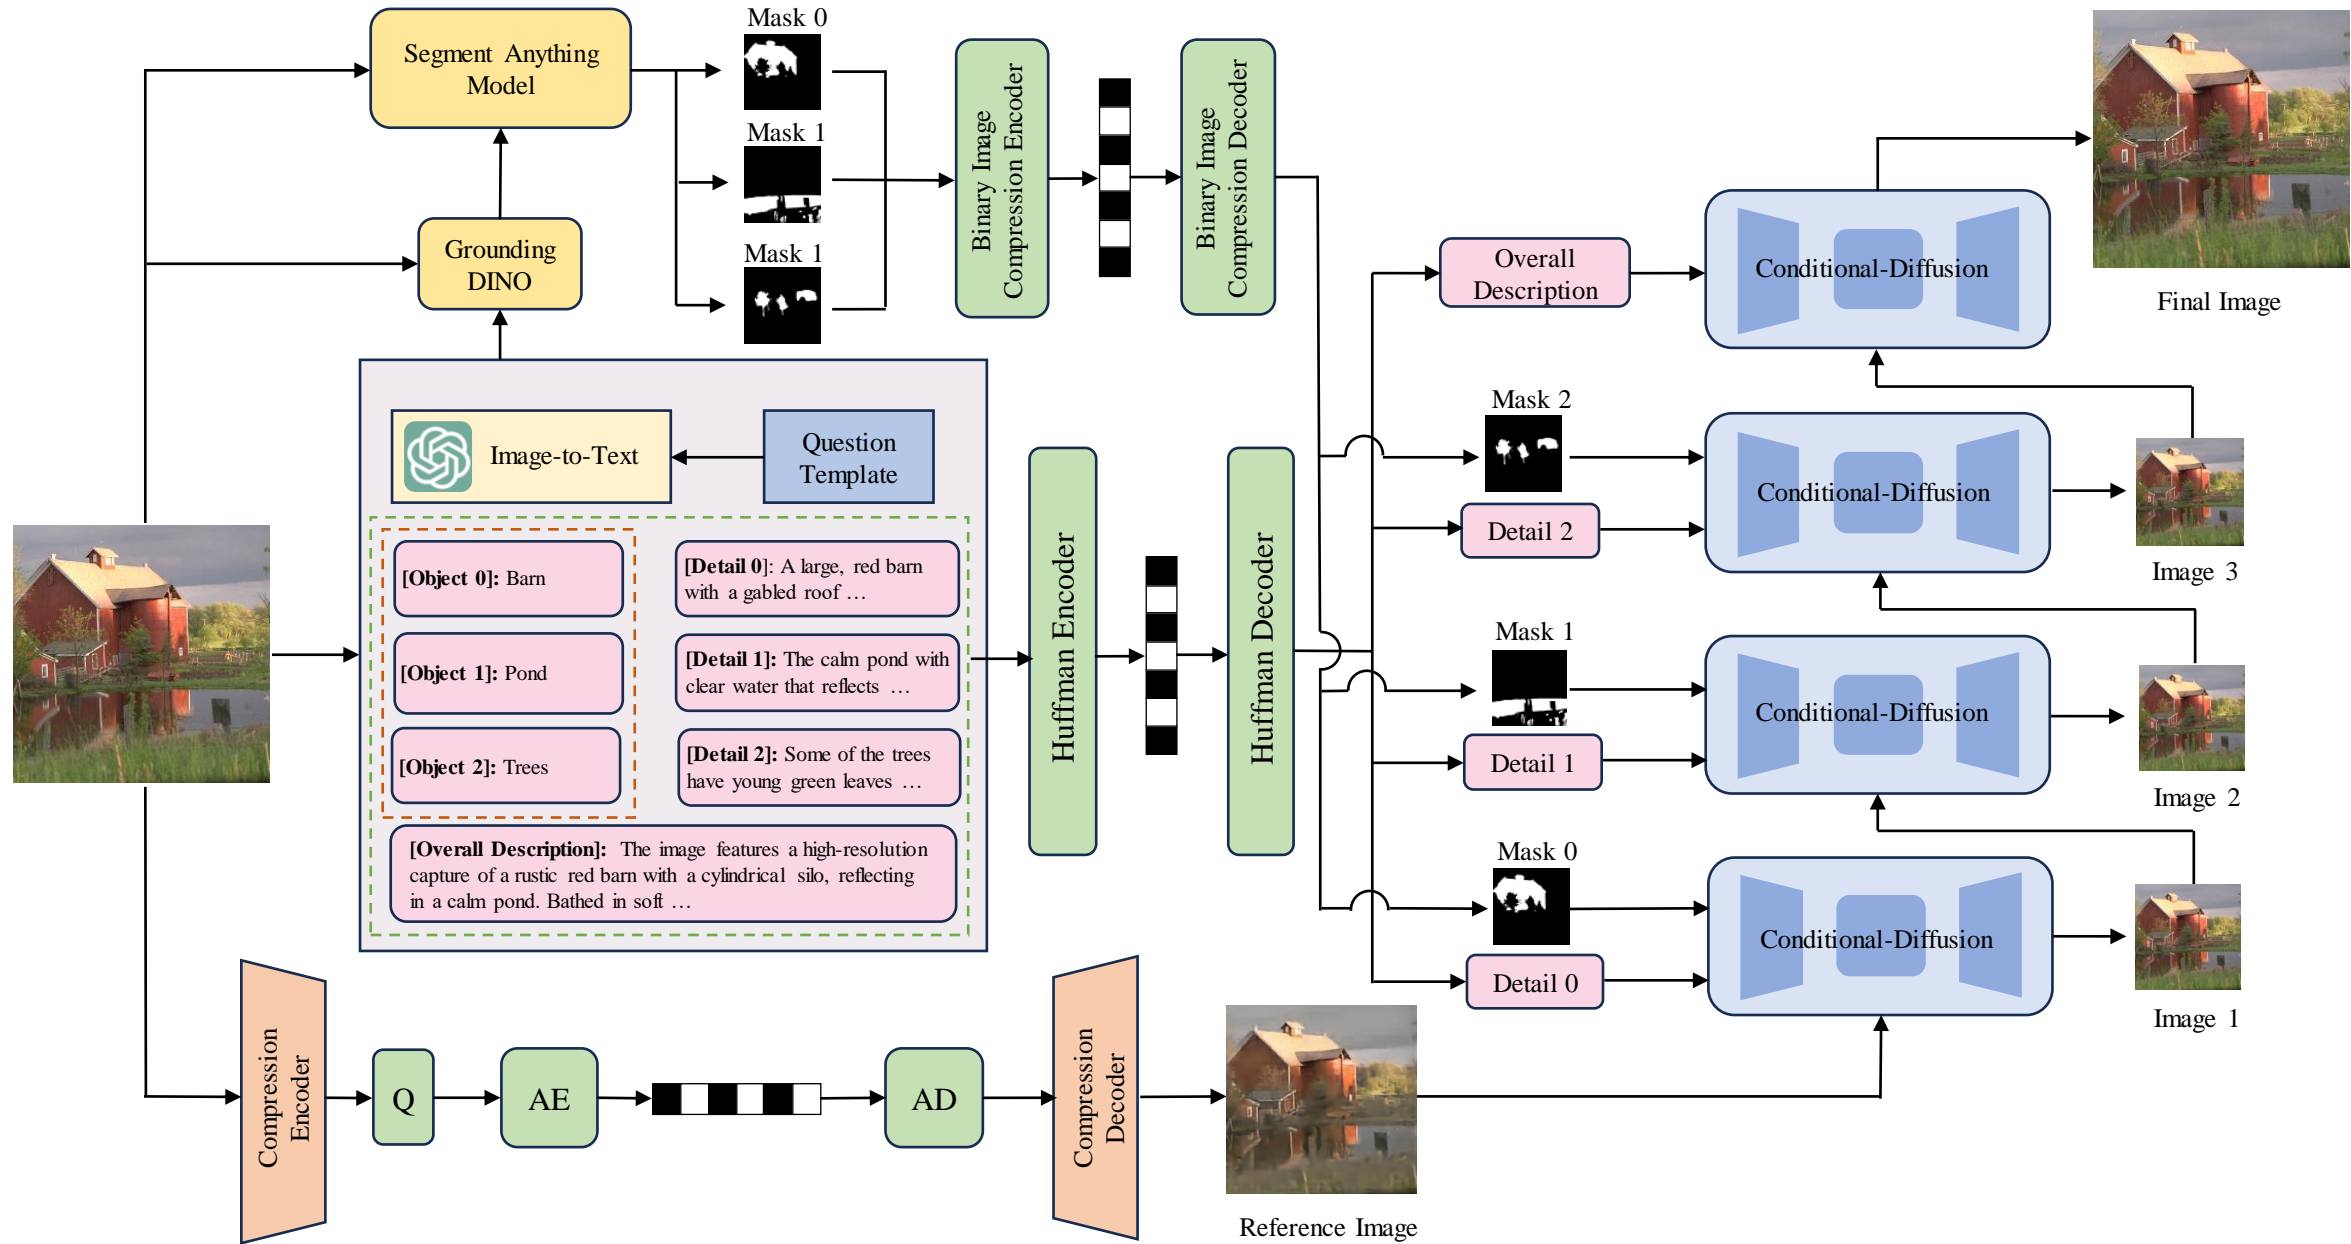 Mask 0
Segment Anything
Model
Mask 1
Grounding
DINO
Mask 1
Binary Image
Compression Encoder
Binary Image
Compression Decoder
Image-to-Text
Question
Template
[Object 0]: Barn
[Object 1]: Pond
[Object 2]: Trees
[Detail 0]: A large, red barn
with a gabled roof …
[Detail 1]: The calm pond with
clear water that reflects …
[Detail 2]: Some of the trees
have young green leaves …
[Overall Description]: The image features a high-resolution
capture of a rustic red barn with a cylindrical silo, reflecting
in a calm pond. Bathed in soft …
Huffman Encoder
Huffman Decoder
Compression
Encoder
Q
AE
AD
Compression
Decoder
Reference Image
Overall
Description
Conditional-Diffusion
Final Image
Mask 2
Detail 2
Conditional-Diffusion
Image 3
Mask 1
Detail 1
Conditional-Diffusion
Image 2
Mask 0
Detail 0
Conditional-Diffusion
Image 1